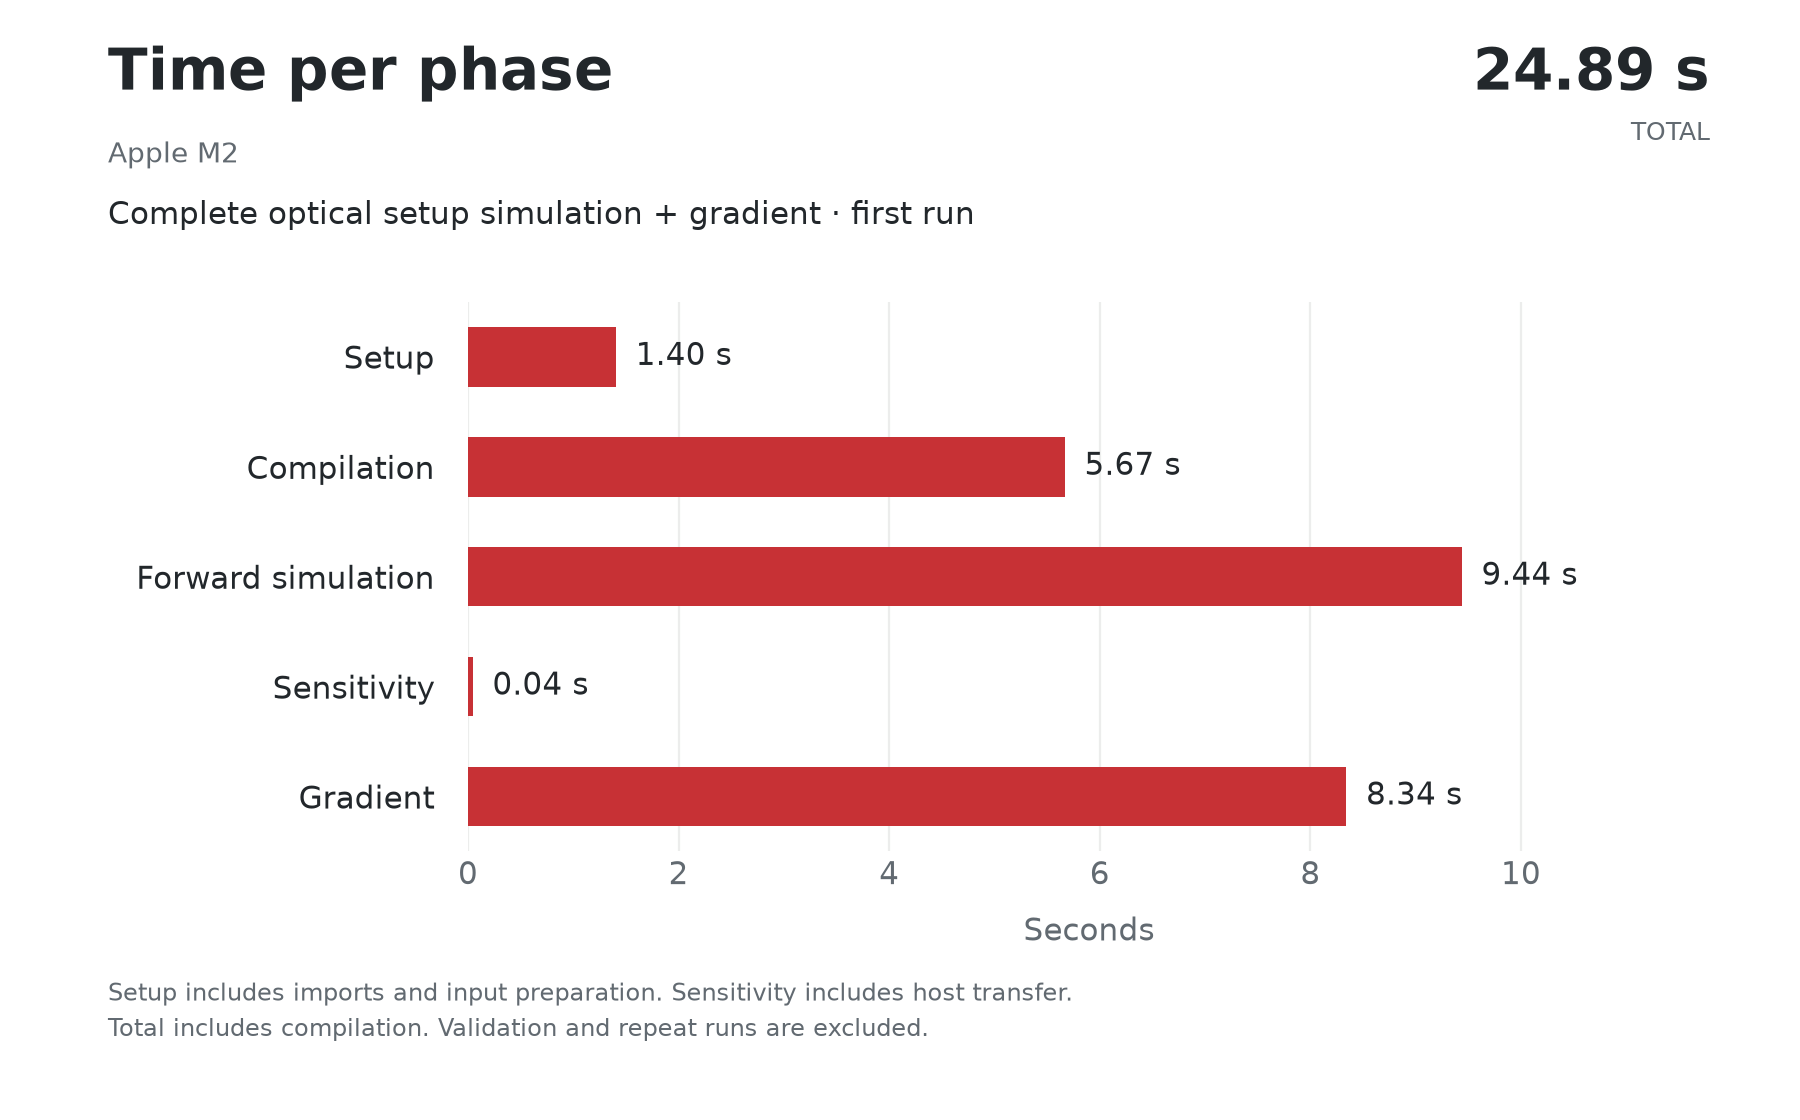 Time per phase
24.89 s
TOTAL
Apple M2
Complete optical setup simulation + gradient · first run
Setup
1.40 s
Compilation
5.67 s
Forward simulation
9.44 s
Sensitivity
0.04 s
Gradient
8.34 s
0 2 4 6 8 10
Seconds
Setup includes imports and input preparation. Sensitivity includes host transfer.
Total includes compilation. Validation and repeat runs are excluded.